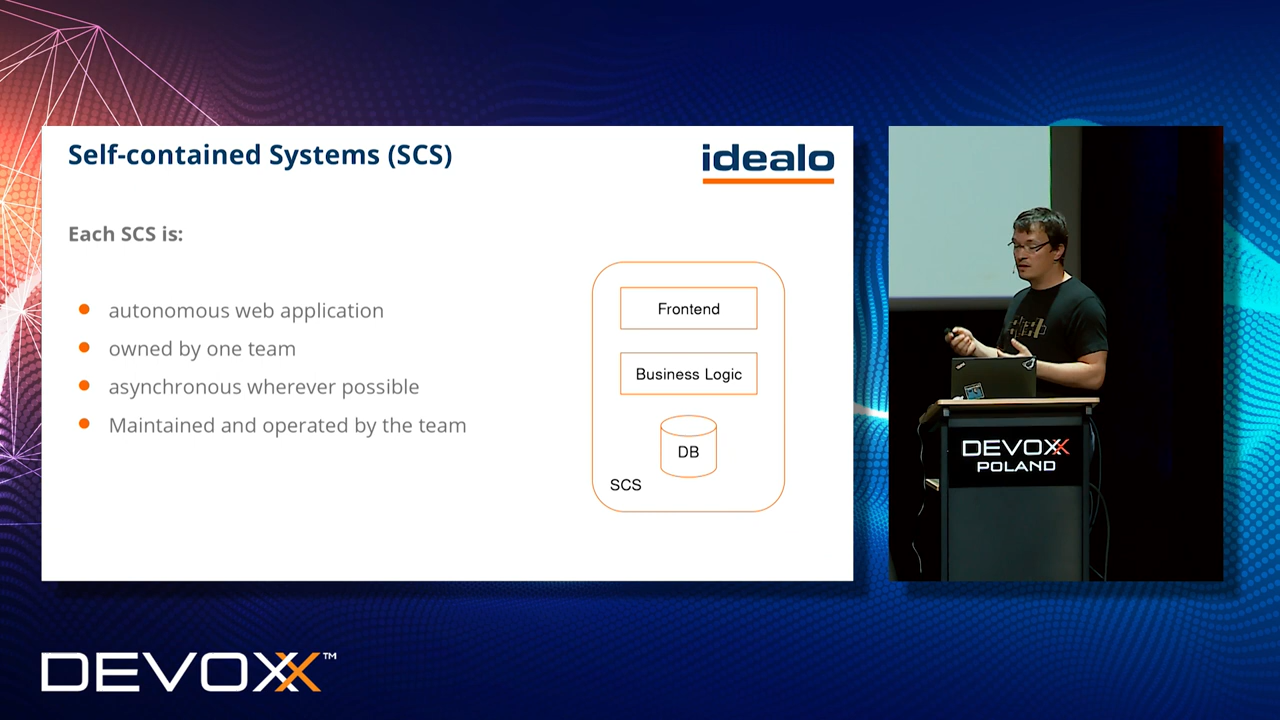 Self-contained Systems (SCS)
idealo
Each SCS is:
autonomous web application
owned by one team
asynchronous wherever possible
Maintained and operated by the team
Frontend
Business Logic
DB
SCS
DEVOXX
POLAND
DEVOXX™